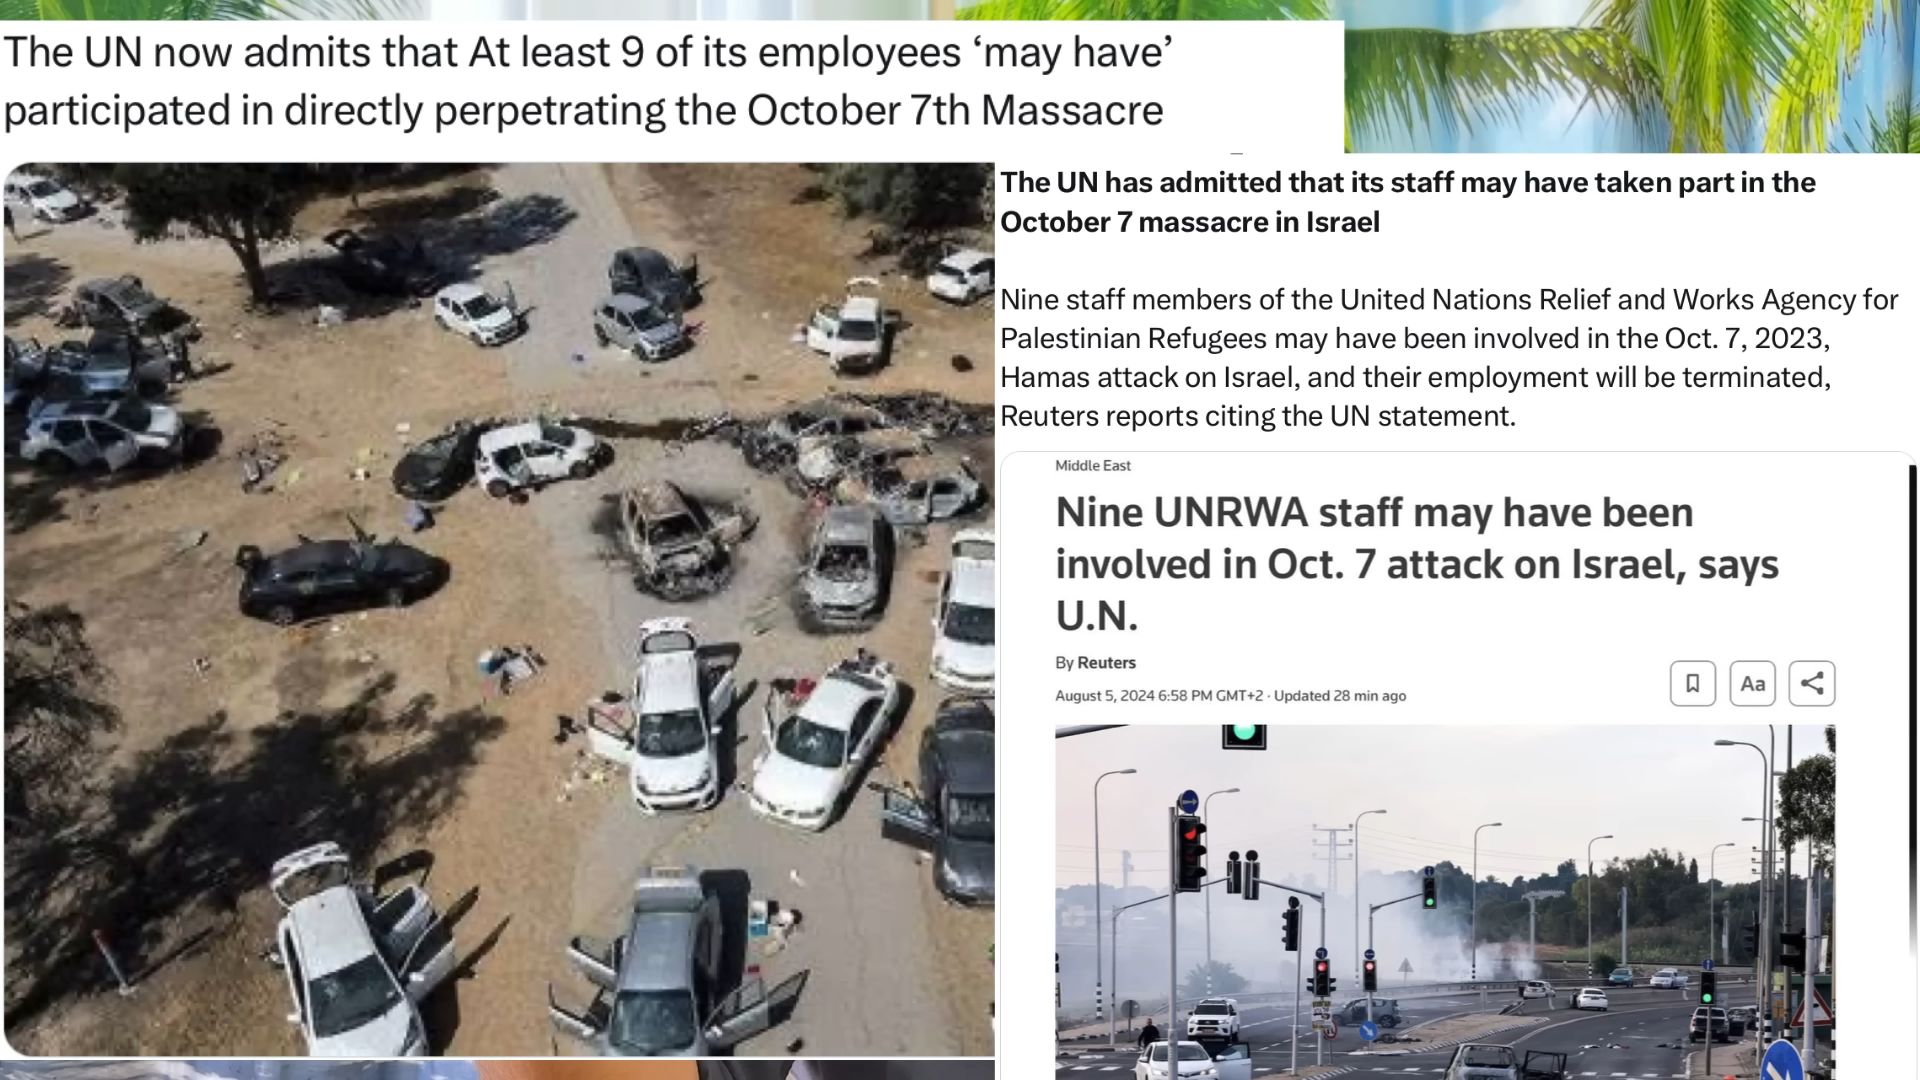 The UN now admits that At least 9 of its employees ‘may have’
participated in directly perpetrating the October 7th Massacre
The UN has admitted that its staff may have taken part in the
October 7 massacre in Israel
Nine staff members of the United Nations Relief and Works Agency for
Palestinian Refugees may have been involved in the Oct. 7, 2023,
Hamas attack on Israel, and their employment will be terminated,
Reuters reports citing the UN statement.
Middle East
Nine UNRWA staff may have been
involved in Oct. 7 attack on Israel, says
U.N.
By Reuters
August 5, 2024 6:58 PM GMT+2 · Updated 28 min ago
Aa